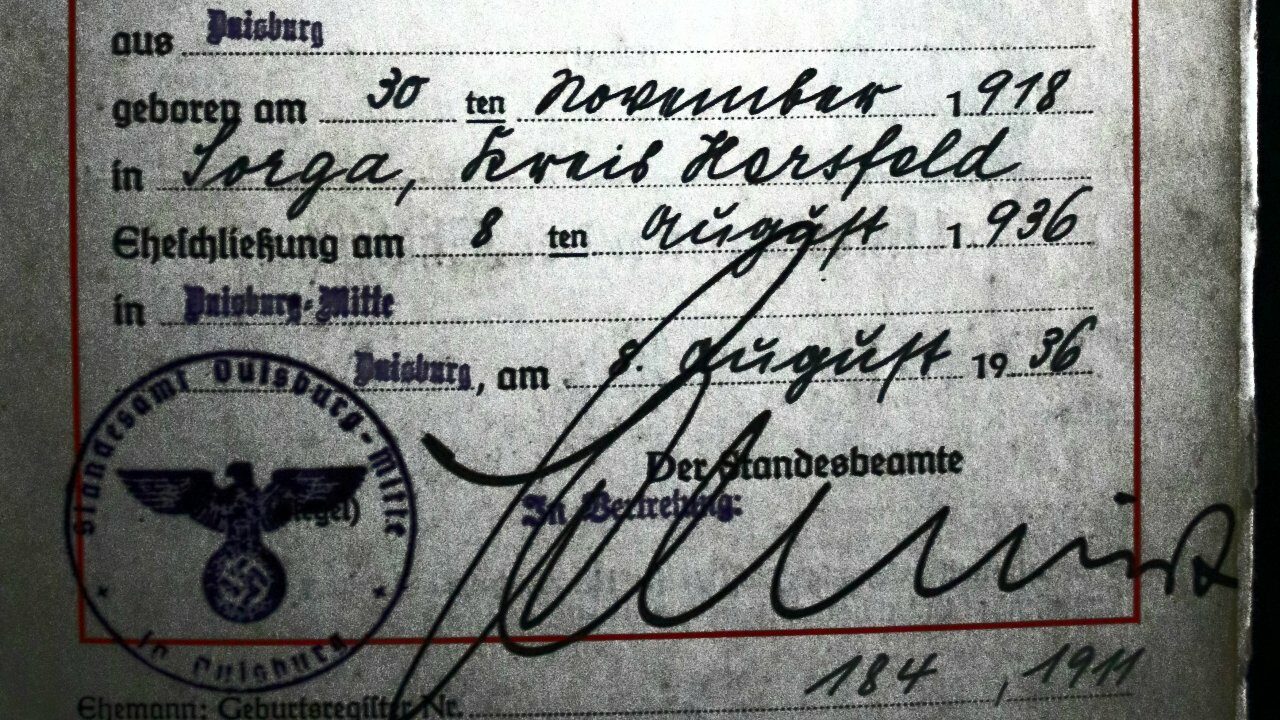 aus Duisburg
geboren am 30 ten November 1918
in Sorga, Kreis Hersfeld
Eheschließung am 8 ten August 1936
in Duisburg-Mitte
Duisburg, am 8. August 1936
Standesamt Duisburg-Mitte
in Duisburg
(Siegel)
Der Standesbeamte
In Vertretung:
184, 1911
Ehemann: Geburtsregister Nr.